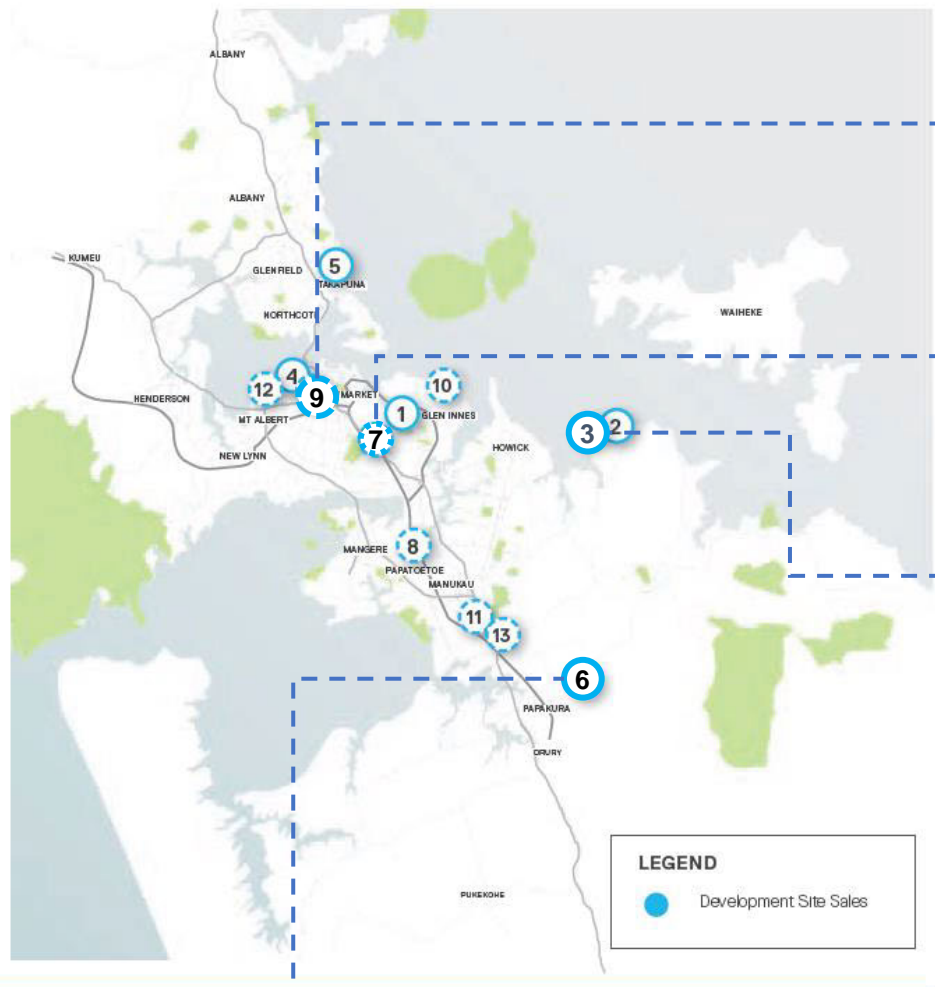 ALBANY
ALBANY
KUMEU
GLENFIELD
5
TAKAPUNA
NORTHCOTE
WAIHEKE
4
12
9
MARKET
10
HENDERSON
MT ALBERT
1
GLEN INNES
7
3
2
HOWICK
NEW LYNN
8
MANGERE
PAPATOETOE
MANUKAU
11
13
6
PAPAKURA
DRURY
LEGEND
Development Site Sales
PUKEKOHE